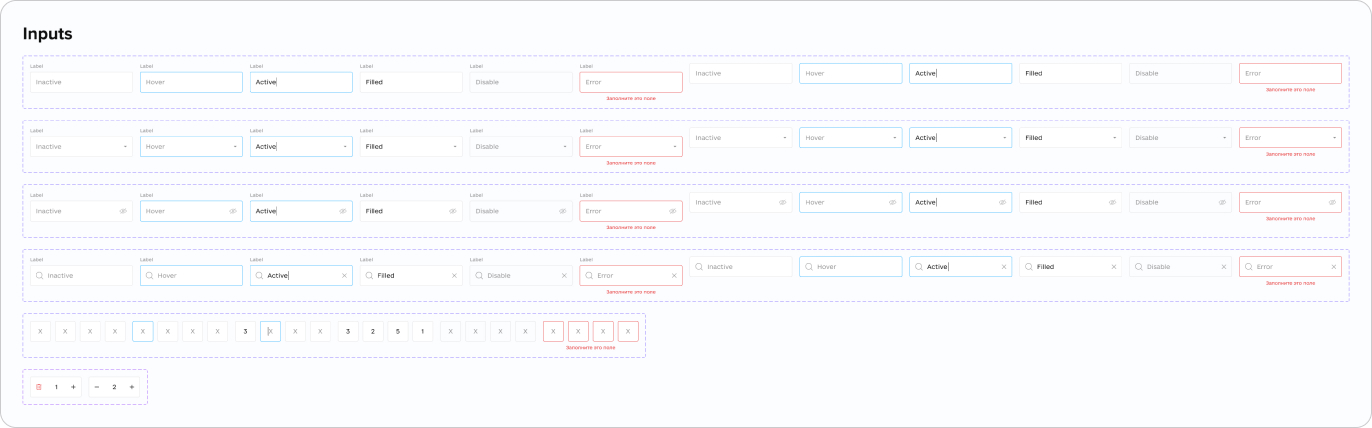 Inputs
Label Label Label Label Label Label
Inactive Hover Active Filled Disable Error Inactive Hover Active Filled Disable Error
Заполните это поле Заполните это поле
Label Label Label Label Label Label
Inactive Hover Active Filled Disable Error Inactive Hover Active Filled Disable Error
Заполните это поле Заполните это поле
Label Label Label Label Label Label
Inactive Hover Active Filled Disable Error Inactive Hover Active Filled Disable Error
Заполните это поле Заполните это поле
Label Label Label Label Label Label
Inactive Hover Active Filled Disable Error Inactive Hover Active Filled Disable Error
Заполните это поле Заполните это поле
X X X X X X X X 3 X X X 3 2 5 1 X X X X X X X X
Заполните это поле
1 + − 2 +